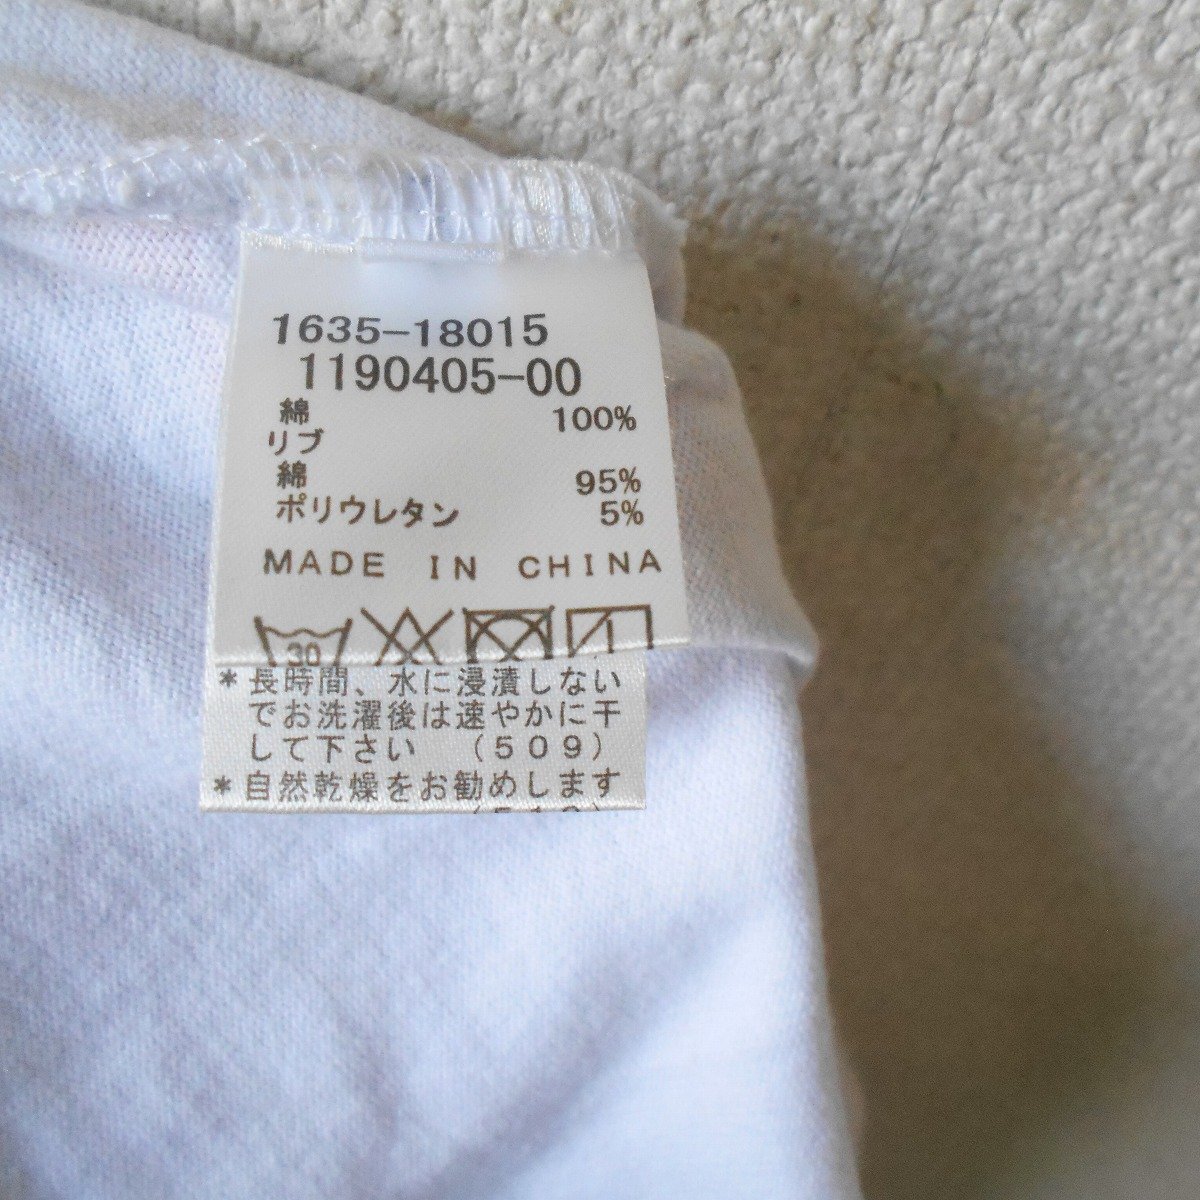 1635-18015
1190405-00
綿 100%
リブ
綿 95%
ポリウレタン 5%
MADE IN CHINA
30
*長時間、水に浸漬しない
でお洗濯後は速やかに干
して下さい (509)
*自然乾燥をお勧めします